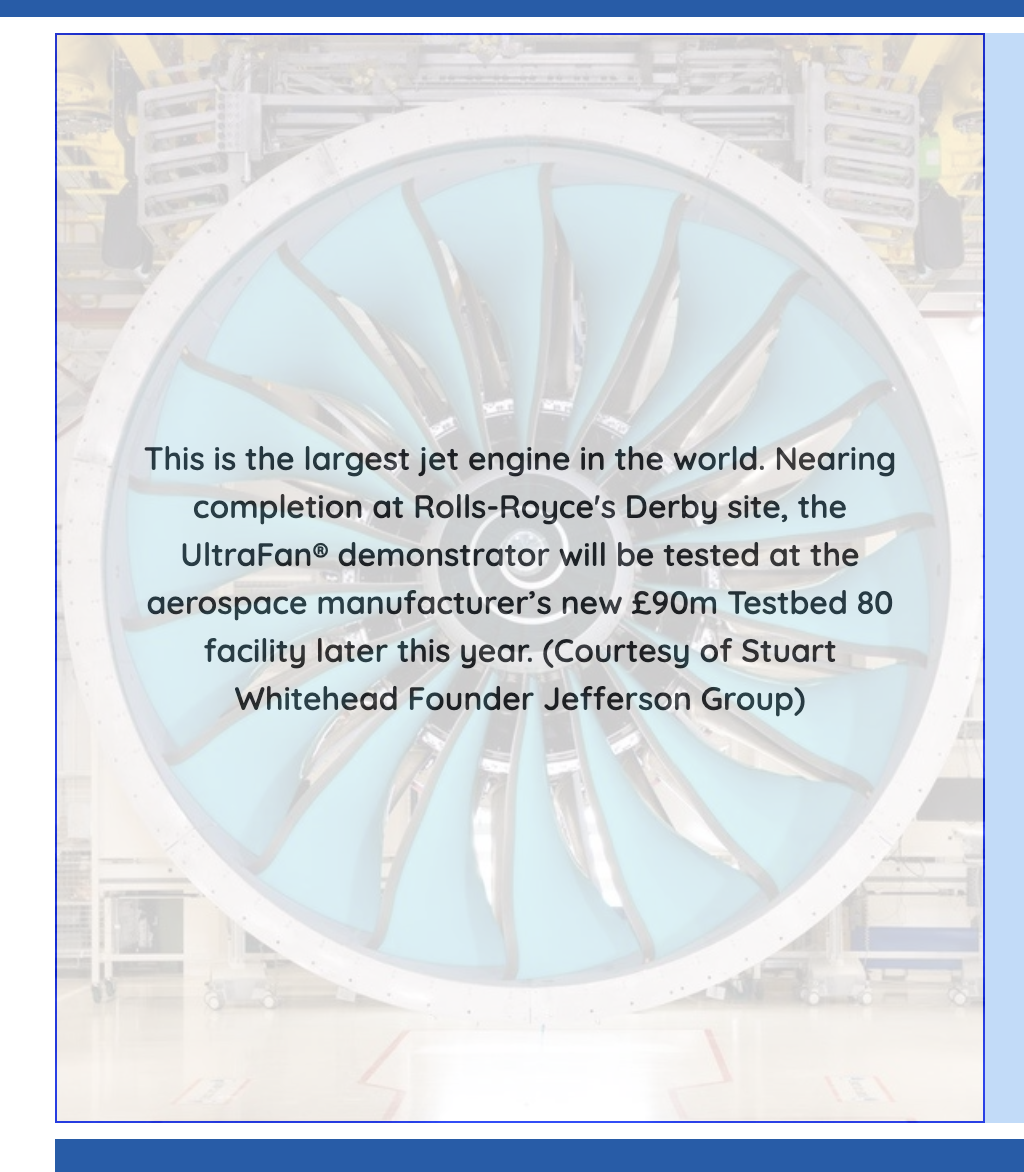 This is the largest jet engine in the world. Nearing
completion at Rolls-Royce's Derby site, the
UltraFan® demonstrator will be tested at the
aerospace manufacturer’s new £90m Testbed 80
facility later this year. (Courtesy of Stuart
Whitehead Founder Jefferson Group)